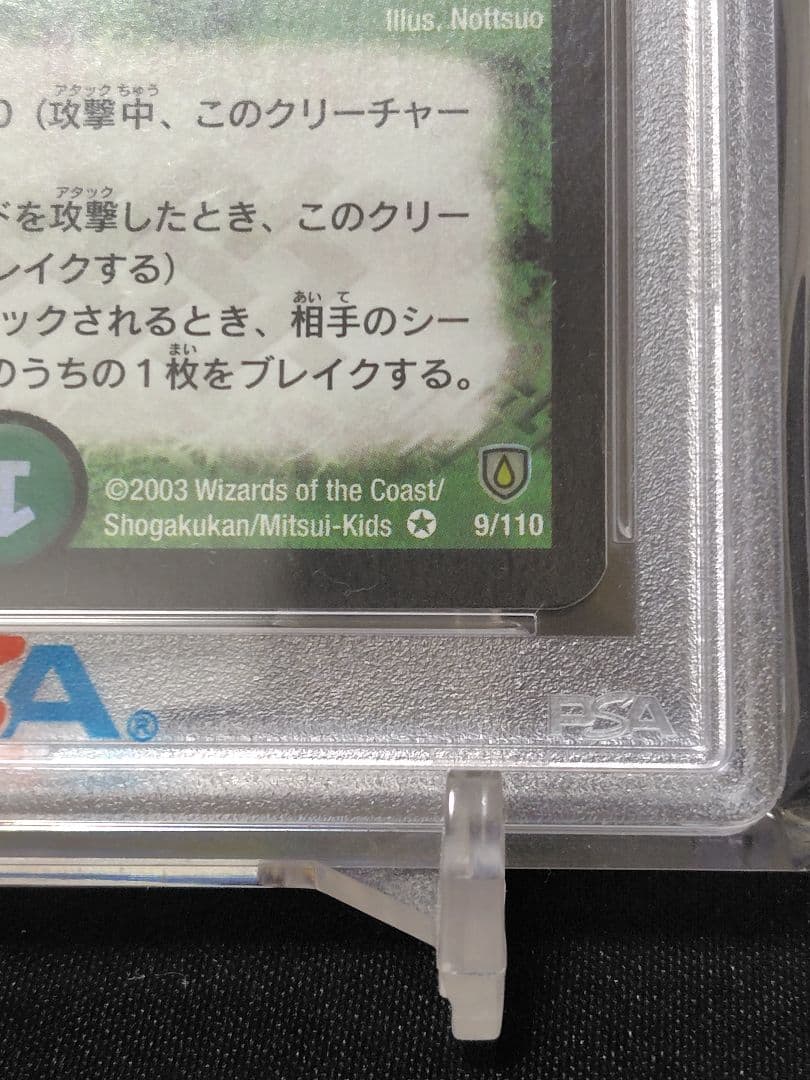 Illus. Nottsuo
アタック ちゅう
（攻撃中、このクリーチャー
アタック
ドを攻撃したとき、このクリー
レイクする）
あい て
ックされるとき、相手のシー
まい
のうちの1枚をブレイクする。
©2003 Wizards of the Coast/
Shogakukan/Mitsui-Kids ✪ 9/110
A®
PSA